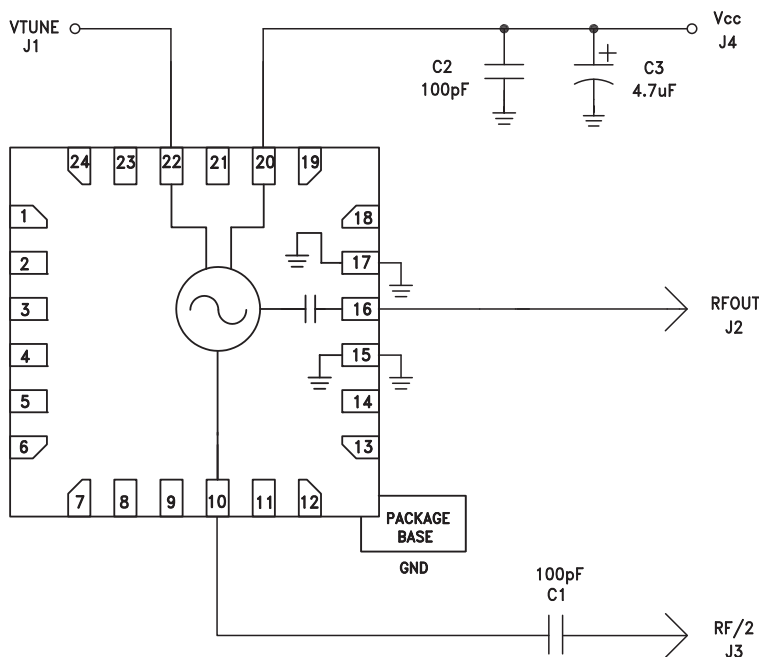 VTUNE
J1
Vcc
J4
C2
100pF
+
C3
4.7uF
24 23 22 21 20 19
1
2
3
4
5
6
18
17
16
15
14
13
RFOUT
J2
7 8 9 10 11 12
PACKAGE
BASE
GND
100pF
C1
RF/2
J3